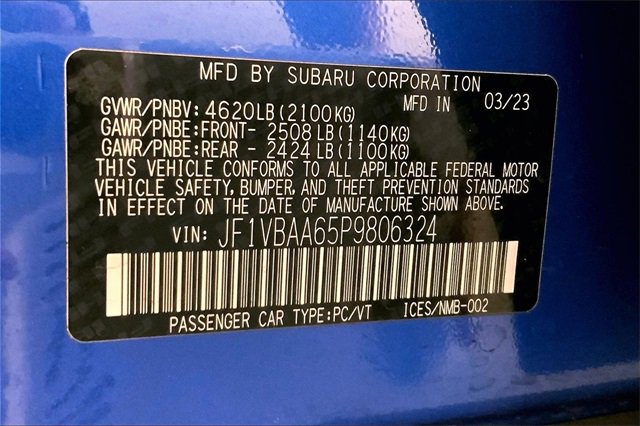 MFD BY SUBARU CORPORATION
MFD IN 03/23
GVWR/PNBV: 4620LB(2100KG)
GAWR/PNBE:FRONT- 2508 LB(1140KG)
GAWR/PNBE:REAR - 2424 LB(1100KG)
THIS VEHICLE CONFORMS TO ALL APPLICABLE FEDERAL MOTOR
VEHICLE SAFETY, BUMPER, AND THEFT PREVENTION STANDARDS
IN EFFECT ON THE DATE OF MANUFACTURE SHOWN ABOVE.
VIN: JF1VBAA65P9806324
PASSENGER CAR TYPE:PC/VT ICES/NMB-002